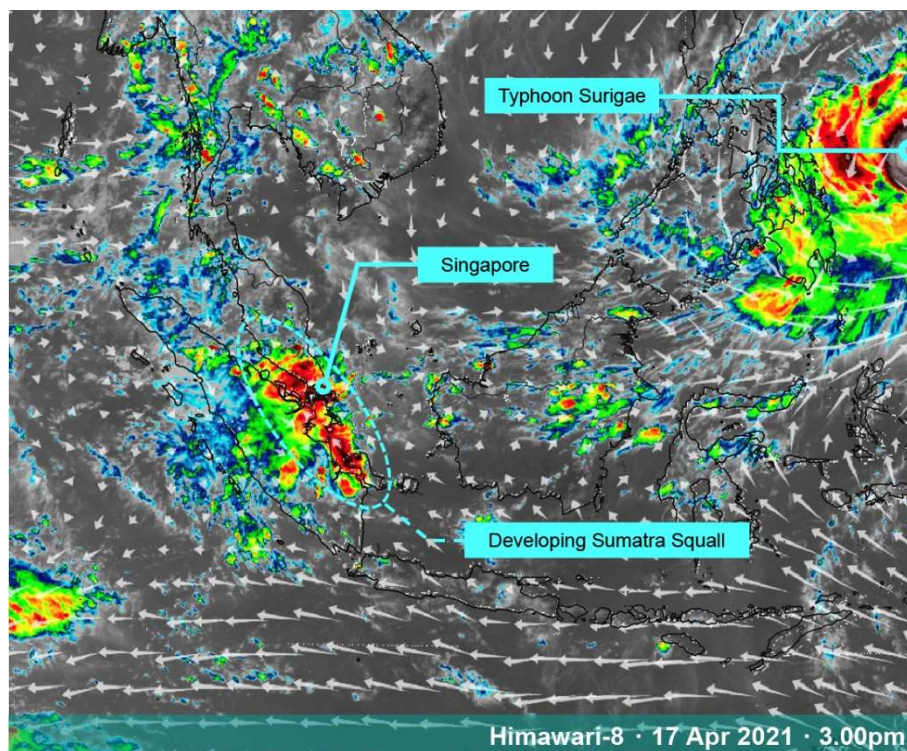 Typhoon Surigae
Singapore
Developing Sumatra Squall
Himawari-8 · 17 Apr 2021 · 3.00pm